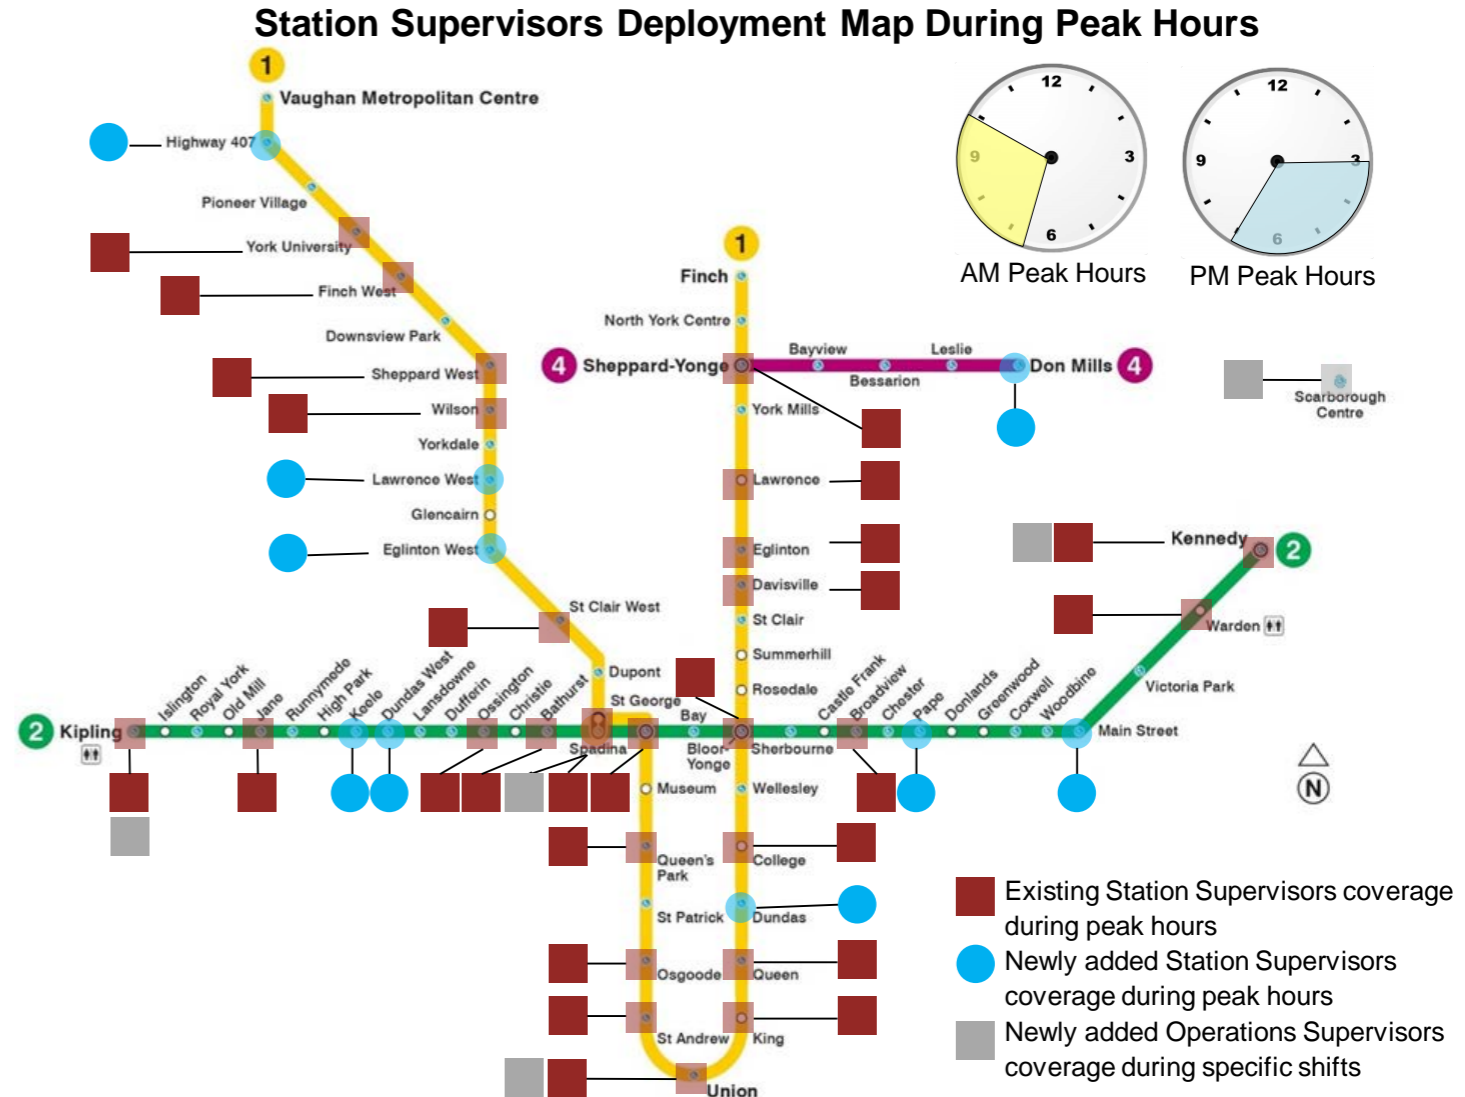 Station Supervisors Deployment Map During Peak Hours
1
Vaughan Metropolitan Centre
Highway 407
Pioneer Village
York University
Finch West
Downsview Park
Sheppard West
Wilson
Yorkdale
Lawrence West
Glencairn
Eglinton West
St Clair West
Dupont
St George
Spadina
12
3
6
9
AM Peak Hours
12
3
6
9
PM Peak Hours
1
Finch
North York Centre
4
Sheppard-Yonge
Bayview
Bessarion
Leslie
Don Mills
4
York Mills
Lawrence
Eglinton
Davisville
St Clair
Summerhill
Rosedale
Scarborough
Centre
Kennedy
2
Warden
Victoria Park
Main Street
2
Kipling
Islington
Royal York
Old Mill
Jane
Runnymede
High Park
Keele
Dundas West
Lansdowne
Dufferin
Ossington
Christie
Bathurst
Bay
Bloor-
Yonge
Sherbourne
Castle Frank
Broadview
Chester
Pape
Donlands
Greenwood
Coxwell
Woodbine
Museum
Wellesley
Queen's
Park
College
St Patrick
Dundas
Osgoode
Queen
St Andrew
King
Union
N
Existing Station Supervisors coverage
during peak hours
Newly added Station Supervisors
coverage during peak hours
Newly added Operations Supervisors
coverage during specific shifts